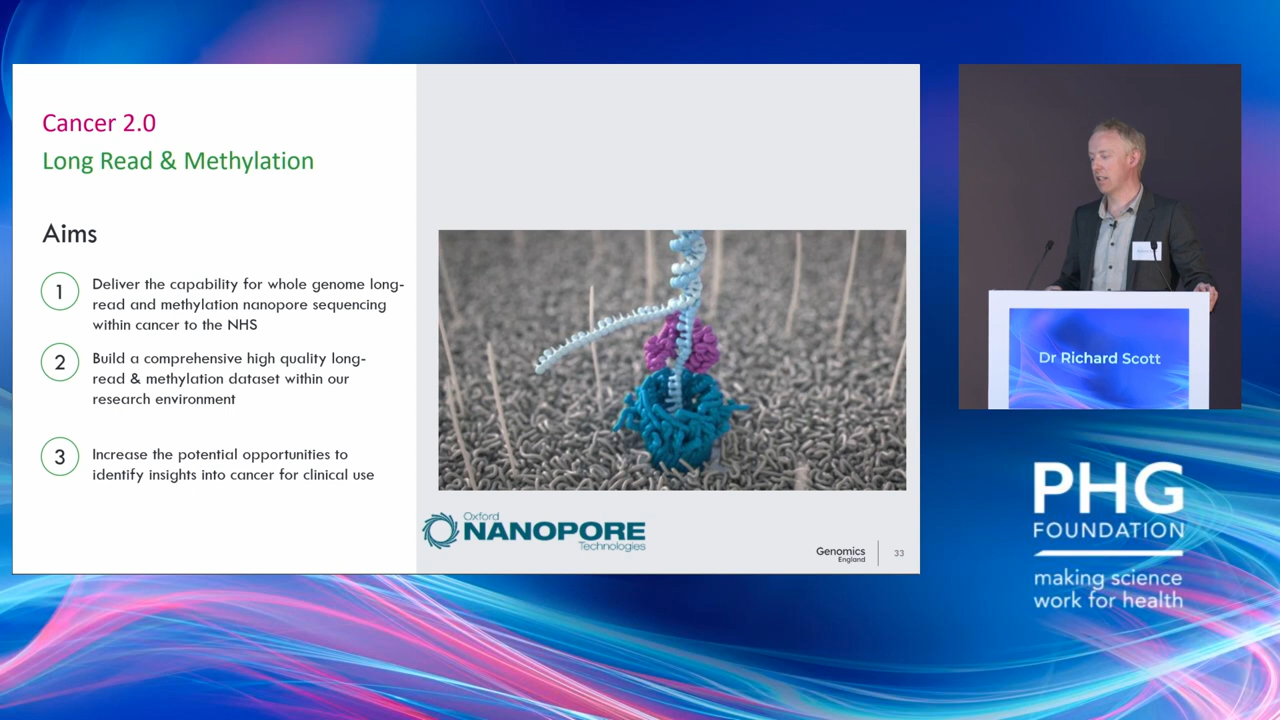 Cancer 2.0
Long Read & Methylation
Aims
1
Deliver the capability for whole genome long-
read and methylation nanopore sequencing
within cancer to the NHS
2
Build a comprehensive high quality long-
read & methylation dataset within our
research environment
3
Increase the potential opportunities to
identify insights into cancer for clinical use
Oxford
NANOPORE
Technologies
Genomics
England
33
Dr Richard Scott
PHG
FOUNDATION
making science
work for health